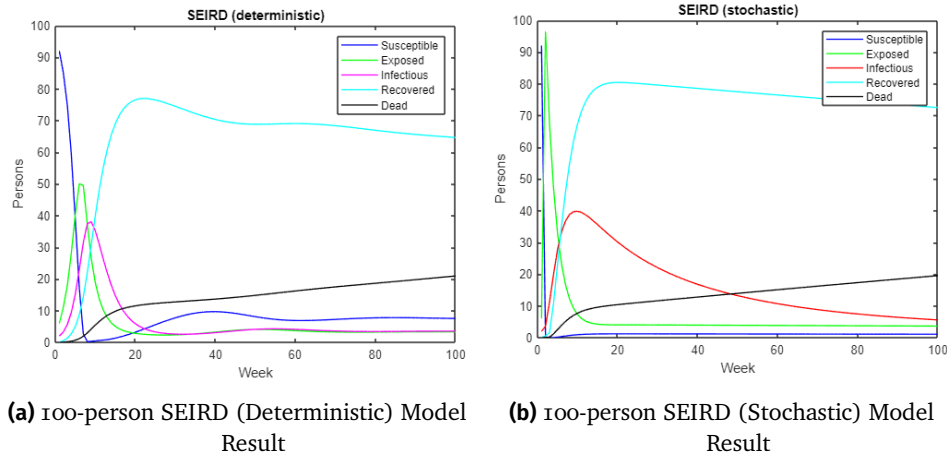 SEIRD (deterministic)
100
90
80
70
60
50
40
30
20
10
0
Persons
0 20 40 60 80 100
Week
Susceptible
Exposed
Infectious
Recovered
Dead
(a) 100-person SEIRD (Deterministic) Model
Result
SEIRD (stochastic)
100
90
80
70
60
50
40
30
20
10
0
Persons
0 20 40 60 80 100
Week
Susceptible
Exposed
Infectious
Recovered
Dead
(b) 100-person SEIRD (Stochastic) Model
Result